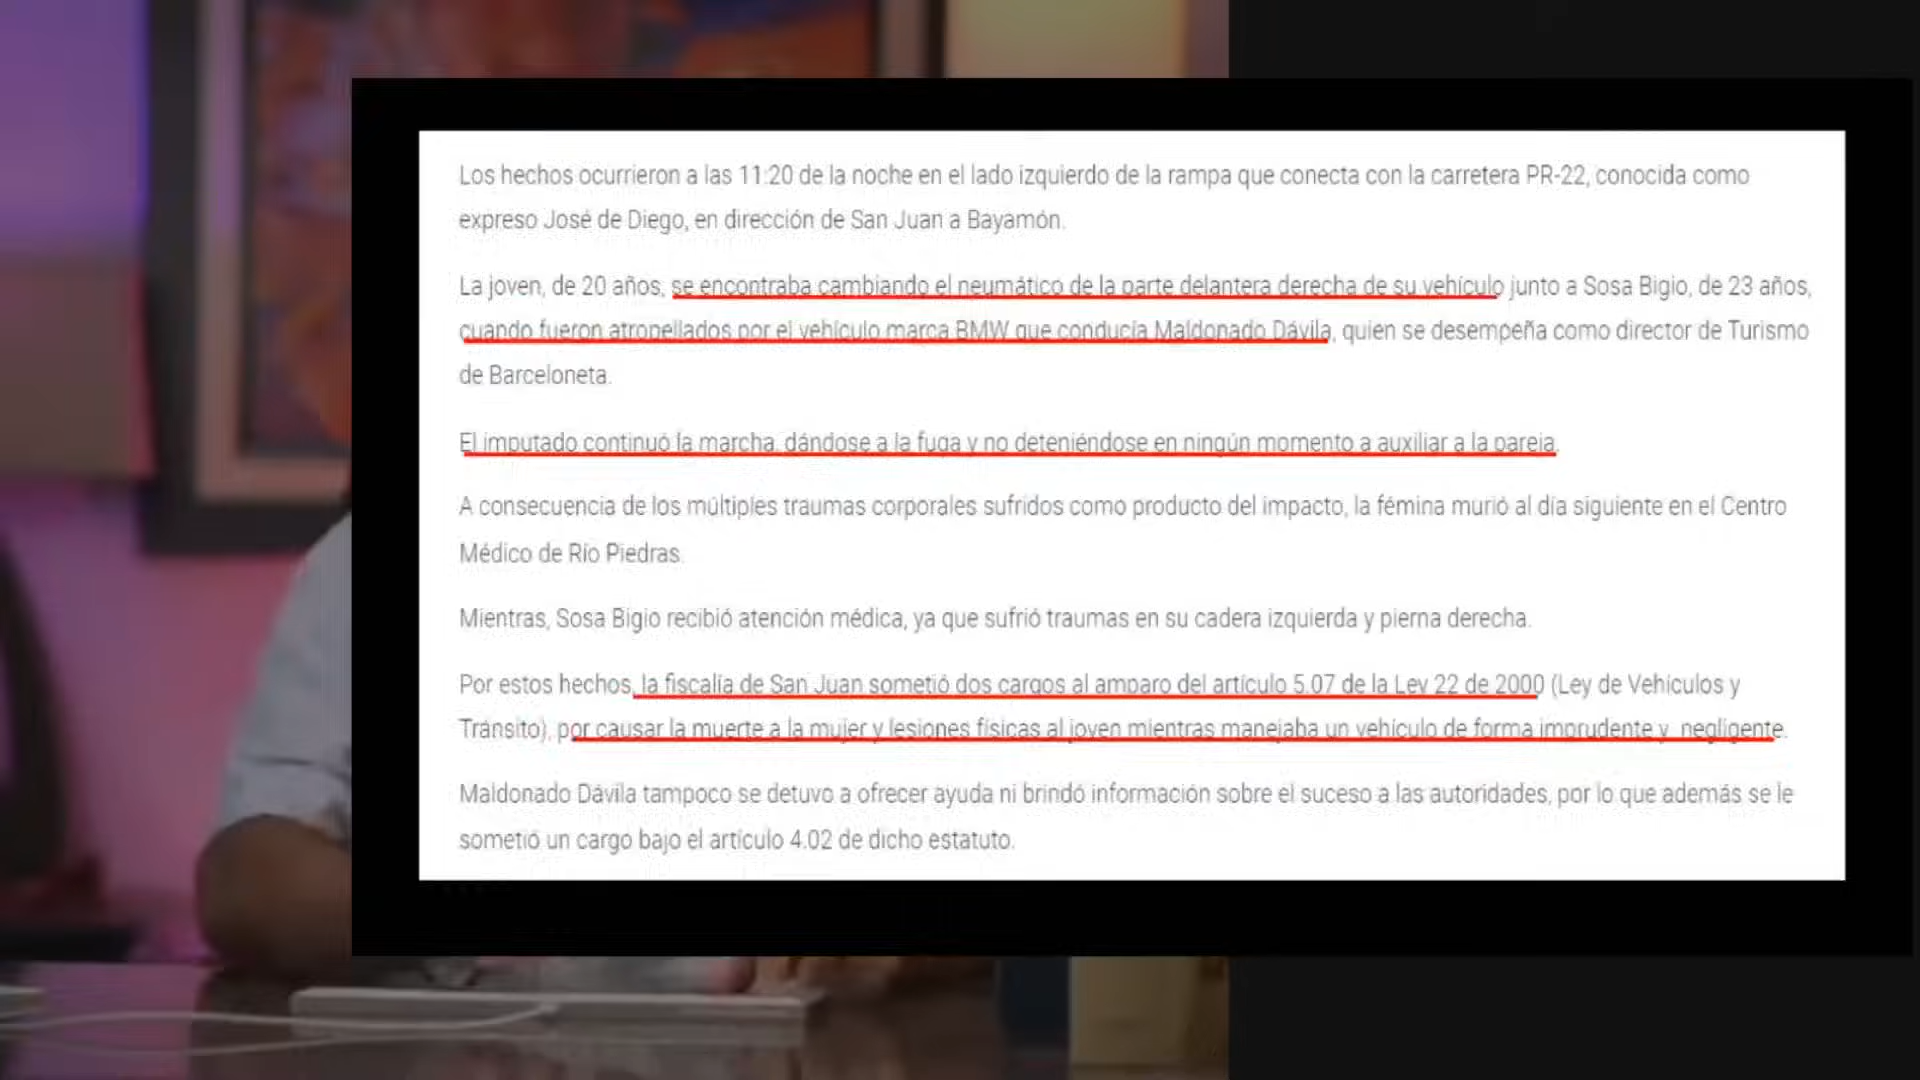 Los hechos ocurrieron a las 11:20 de la noche en el lado izquierdo de la rampa que conecta con la carretera PR-22, conocida como
expreso José de Diego, en dirección de San Juan a Bayamón.
La joven, de 20 años, se encontraba cambiando el neumático de la parte delantera derecha de su vehículo junto a Sosa Bigio, de 23 años,
cuando fueron atropellados por el vehículo marca BMW que conducía Maldonado Dávila, quien se desempeña como director de Turismo
de Barceloneta.
El imputado continuó la marcha, dándose a la fuga y no deteniéndose en ningún momento a auxiliar a la pareja.
A consecuencia de los múltiples traumas corporales sufridos como producto del impacto, la fémina murió al día siguiente en el Centro
Médico de Río Piedras.
Mientras, Sosa Bigio recibió atención médica, ya que sufrió traumas en su cadera izquierda y pierna derecha.
Por estos hechos, la fiscalía de San Juan sometió dos cargos al amparo del artículo 5.07 de la Ley 22 de 2000 (Ley de Vehículos y
Tránsito), por causar la muerte a la mujer y lesiones físicas al joven mientras manejaba un vehículo de forma imprudente y negligente.
Maldonado Dávila tampoco se detuvo a ofrecer ayuda ni brindó información sobre el suceso a las autoridades, por lo que además se le
sometió un cargo bajo el artículo 4.02 de dicho estatuto.